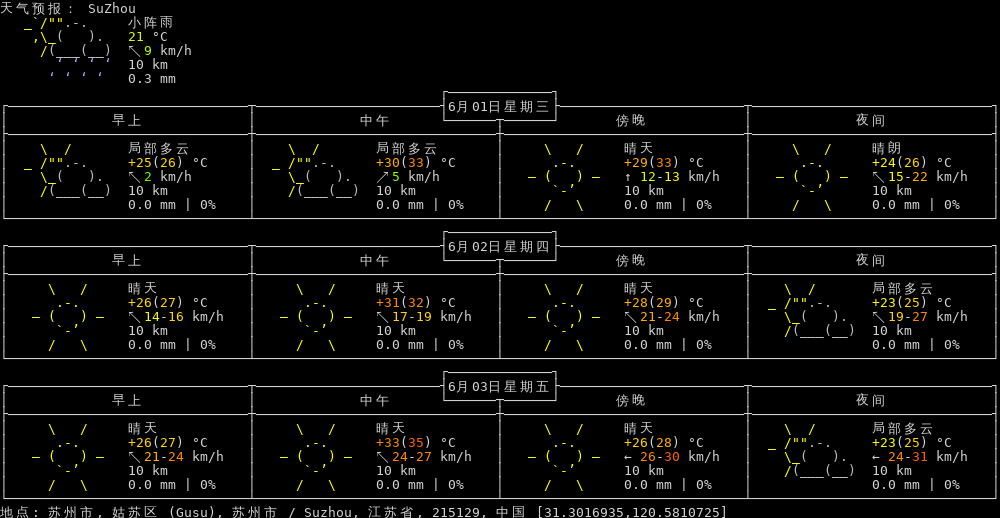 天气预报： SuZhou
小阵雨
21 °C
↖9 km/h
10 km
0.3 mm
6月01日星期三
早上 中午 傍晚 夜间
局部多云 局部多云 晴天 晴朗
+25(26) °C +30(33) °C +29(33) °C +24(26) °C
↖2 km/h ↗5 km/h ↑ 12-13 km/h ↖15-22 km/h
10 km 10 km 10 km 10 km
0.0 mm | 0% 0.0 mm | 0% 0.0 mm | 0% 0.0 mm | 0%
6月02日星期四
早上 中午 傍晚 夜间
晴天 晴天 晴天 局部多云
+26(27) °C +31(32) °C +28(29) °C +23(25) °C
↖14-16 km/h ↖17-19 km/h ↖21-24 km/h ↖19-27 km/h
10 km 10 km 10 km 10 km
0.0 mm | 0% 0.0 mm | 0% 0.0 mm | 0% 0.0 mm | 0%
6月03日星期五
早上 中午 傍晚 夜间
晴天 晴天 晴天 局部多云
+26(27) °C +33(35) °C +26(28) °C +23(25) °C
↖21-24 km/h ↖24-27 km/h ← 26-30 km/h ← 24-31 km/h
10 km 10 km 10 km 10 km
0.0 mm | 0% 0.0 mm | 0% 0.0 mm | 0% 0.0 mm | 0%
地点: 苏州市, 姑苏区 (Gusu), 苏州市 / Suzhou, 江苏省, 215129, 中国 [31.3016935,120.5810725]